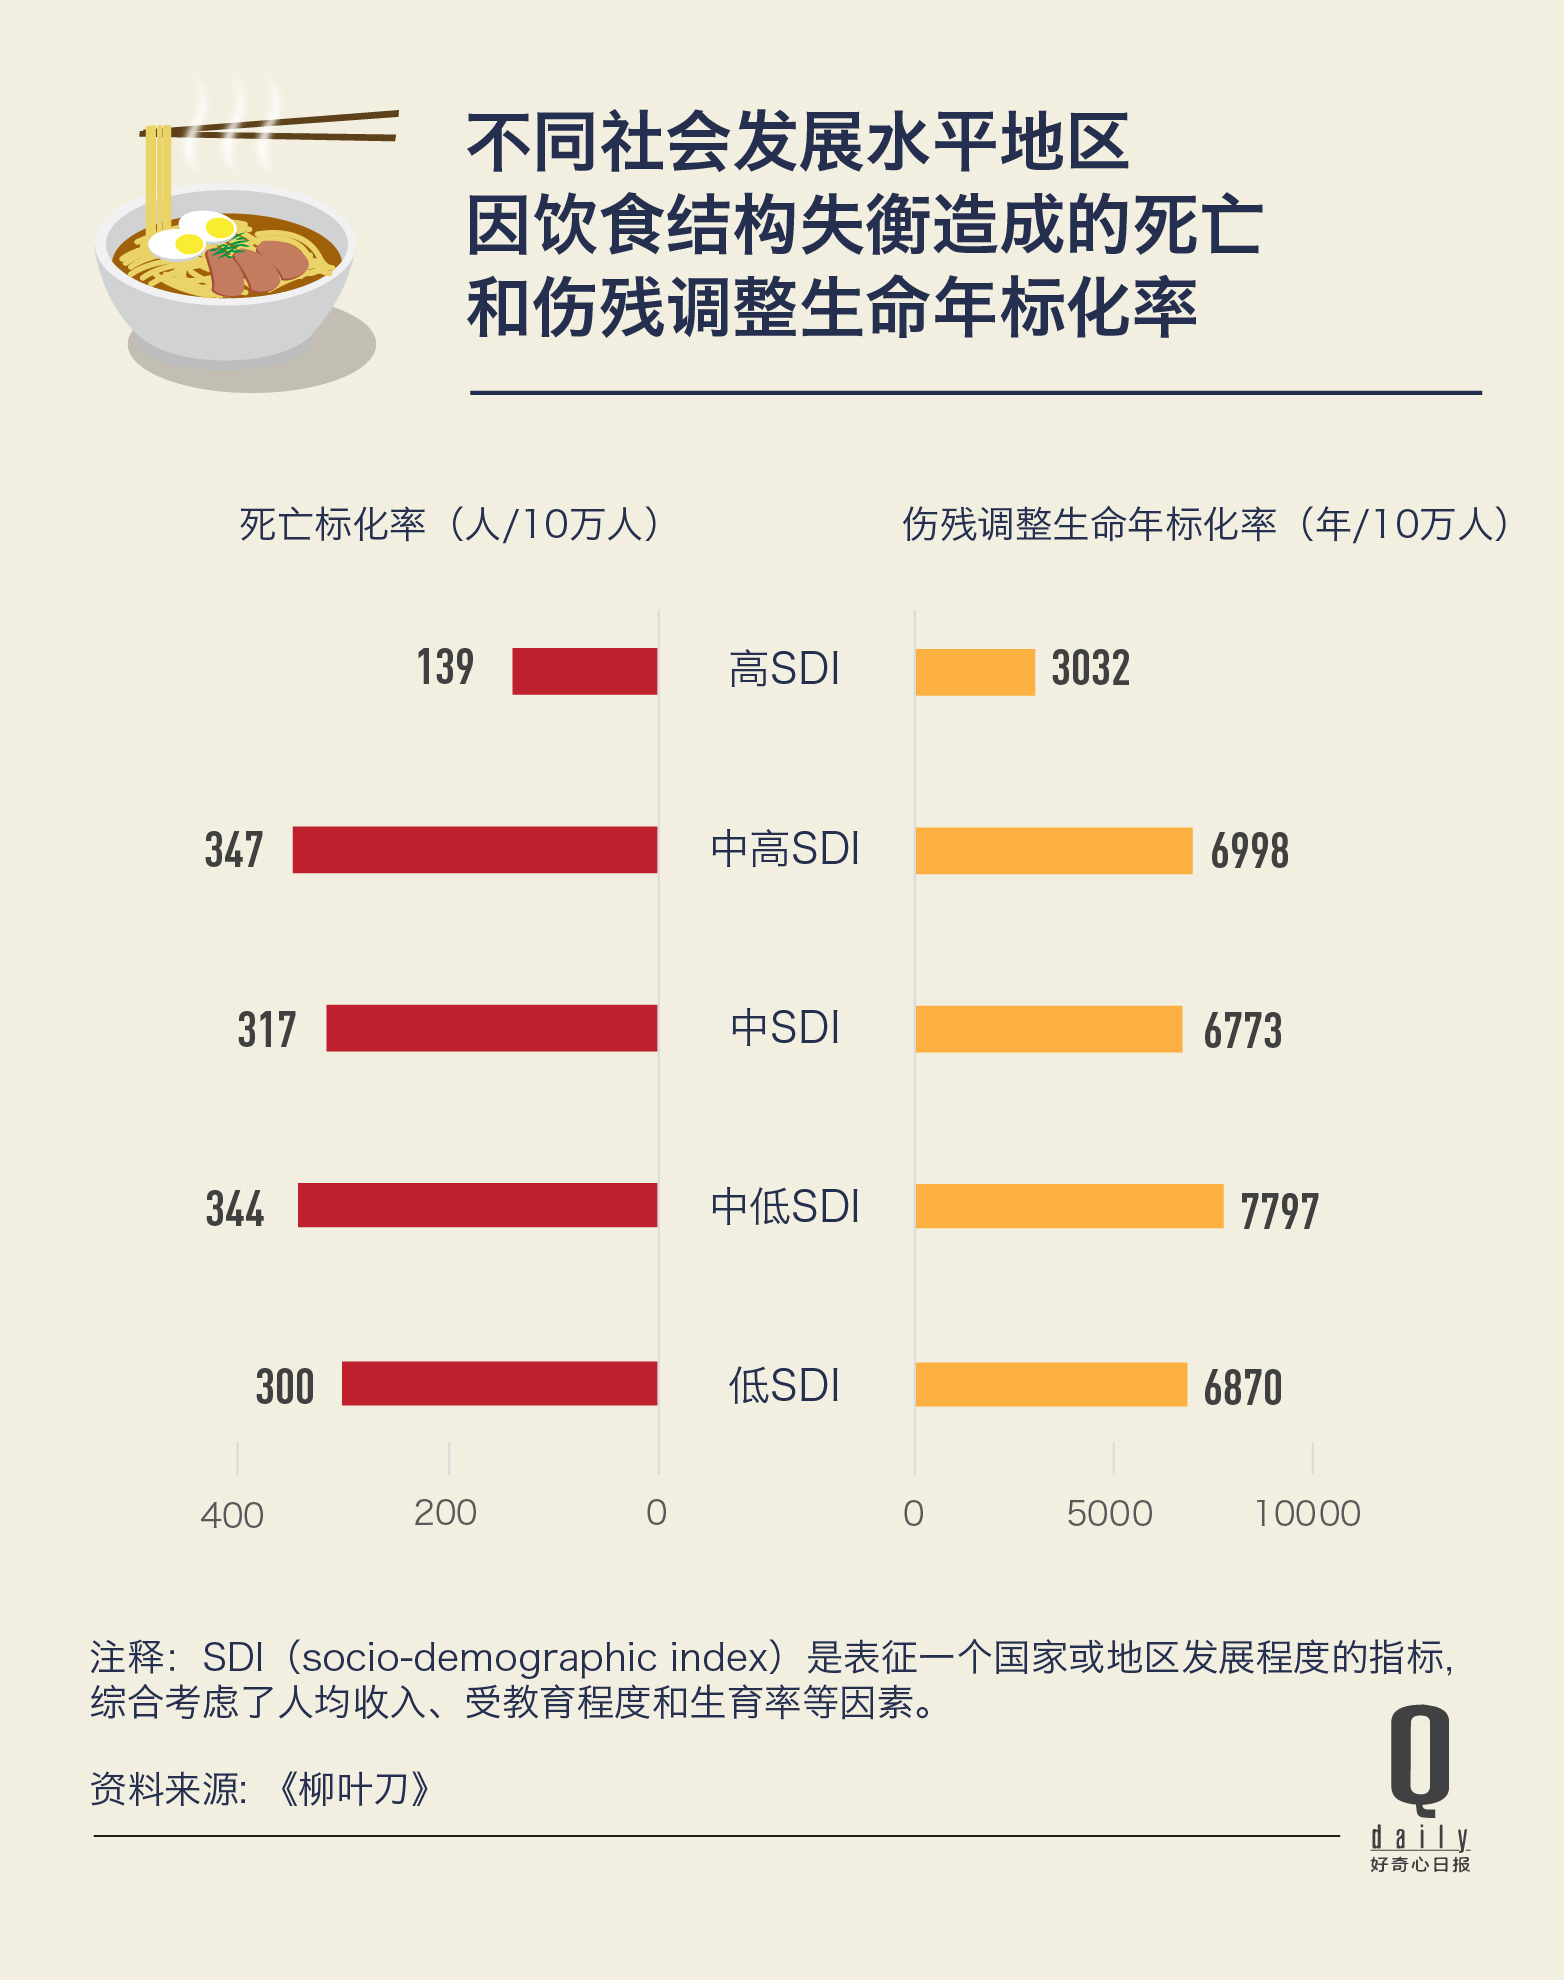 不同社会发展水平地区
因饮食结构失衡造成的死亡
和伤残调整生命年标化率
死亡标化率（人/10万人） 伤残调整生命年标化率（年/10万人）
139 高SDI 3032
347 中高SDI 6998
317 中SDI 6773
344 中低SDI 7797
300 低SDI 6870
400 200 0 0 5000 10000
注释：SDI（socio-demographic index）是表征一个国家或地区发展程度的指标,
综合考虑了人均收入、受教育程度和生育率等因素。
资料来源: 《柳叶刀》
Q
daily
好奇心日报